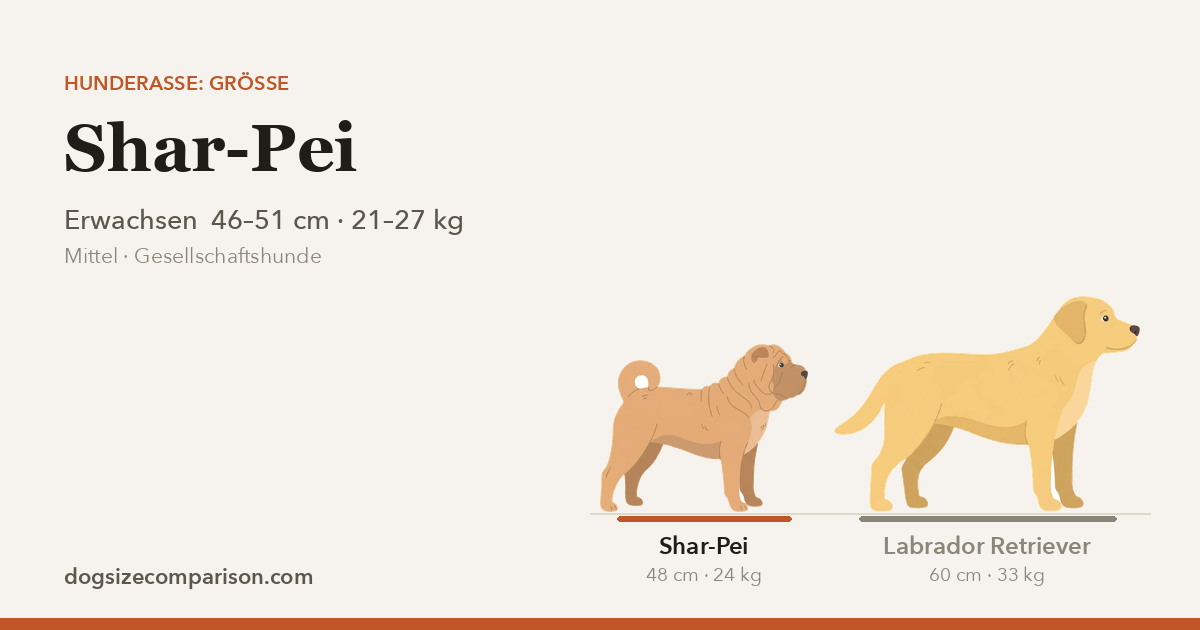 HUNDERASSE: GRÖSSE
Shar-Pei
Erwachsen 46–51 cm · 21–27 kg
Mittel · Gesellschaftshunde
Shar-Pei
48 cm · 24 kg
Labrador Retriever
60 cm · 33 kg
dogsizecomparison.com